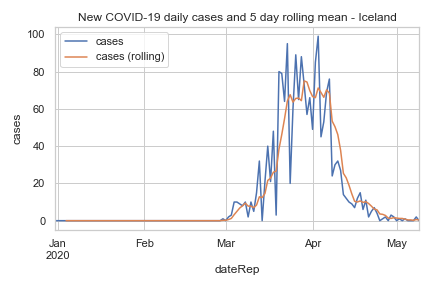 New COVID-19 daily cases and 5 day rolling mean - Iceland
cases
cases (rolling)
100
80
60
40
20
0
cases
Jan
2020
Feb
Mar
Apr
May
dateRep